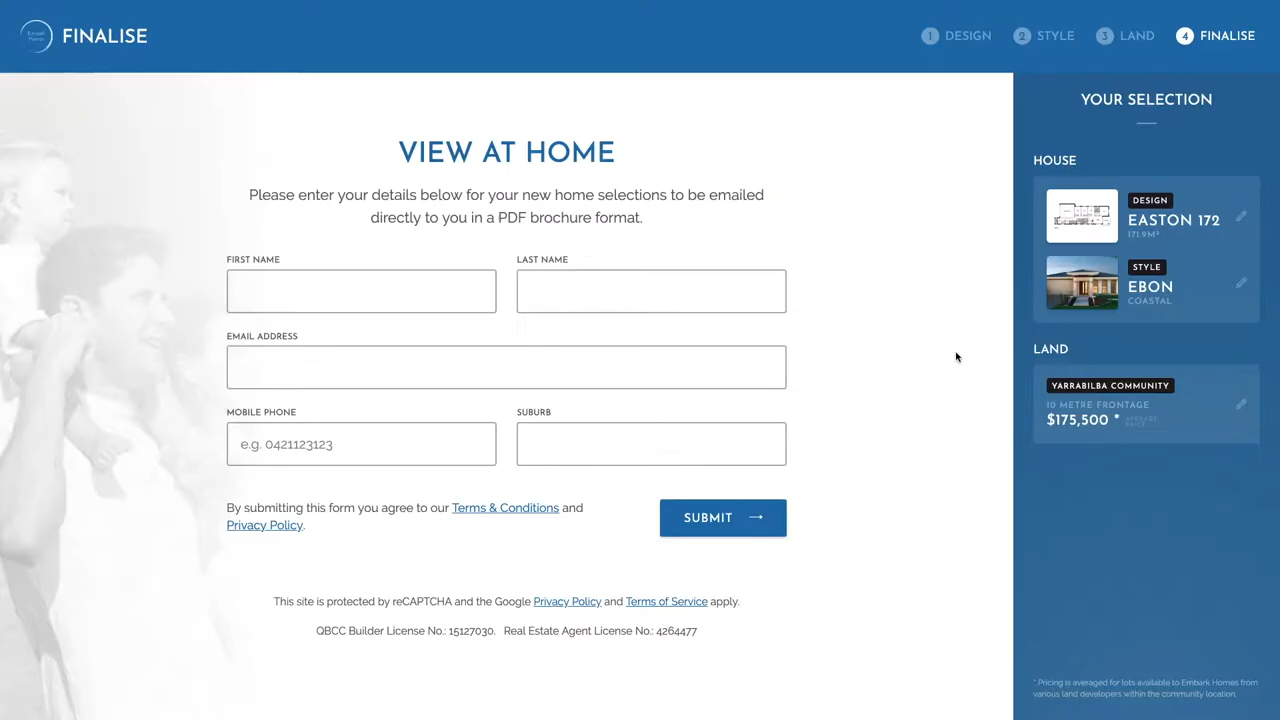 Embark Homes
FINALISE
1 DESIGN
2 STYLE
3 LAND
4 FINALISE
VIEW AT HOME
Please enter your details below for your new home selections to be emailed
directly to you in a PDF brochure format.
FIRST NAME
LAST NAME
EMAIL ADDRESS
MOBILE PHONE
SUBURB
e.g. 0421123123
By submitting this form you agree to our Terms & Conditions and
Privacy Policy.
SUBMIT →
This site is protected by reCAPTCHA and the Google Privacy Policy and Terms of Service apply.
QBCC Builder License No.: 15127030. Real Estate Agent License No.: 4264477
YOUR SELECTION
HOUSE
DESIGN
EASTON 172
171.9M²
STYLE
EBON
COASTAL
LAND
YARRABILBA COMMUNITY
10 METRE FRONTAGE
$175,500 * AVERAGE
PRICE
* Pricing is averaged for lots available to Embark Homes from
various land developers within the community location.